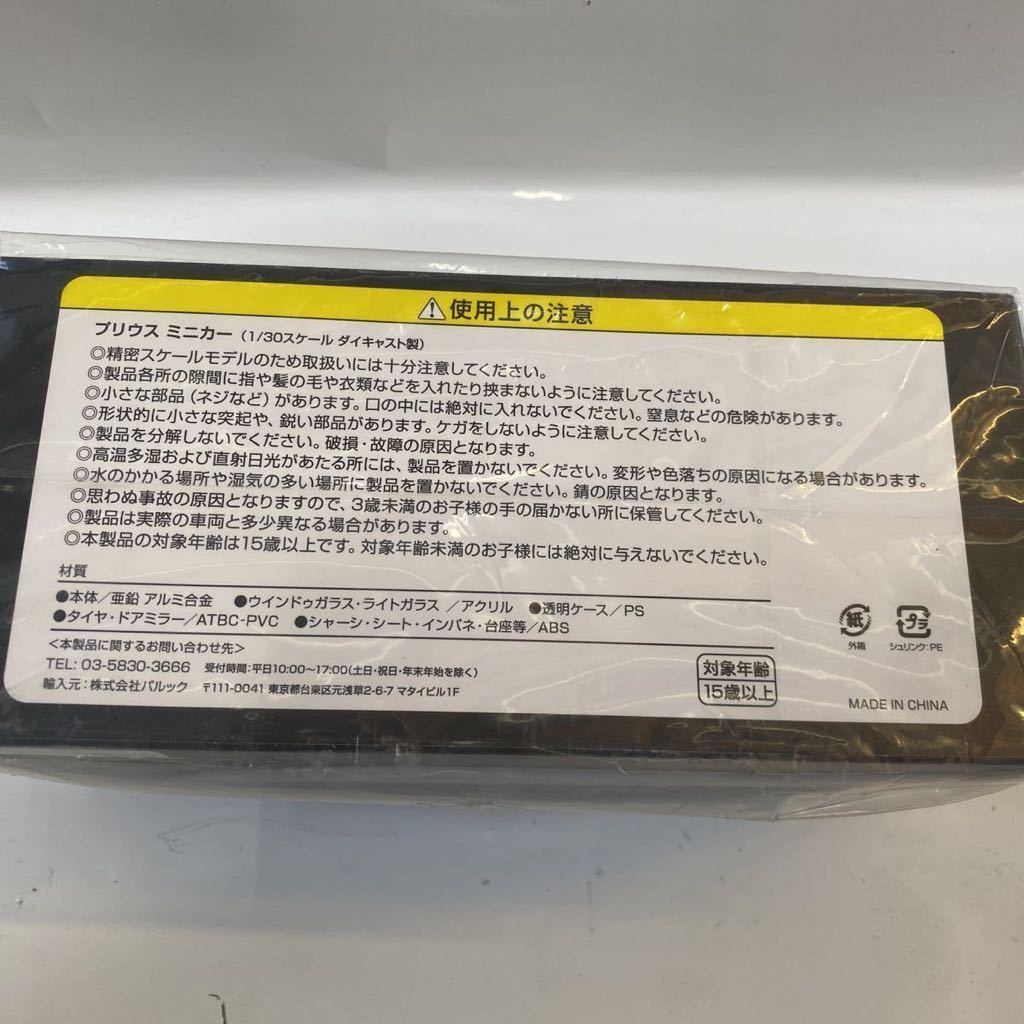 ⚠使用上の注意
プリウス ミニカー（1/30スケール ダイキャスト製）
◎精密スケールモデルのため取扱いには十分注意してください。
◎製品各所の隙間に指や髪の毛や衣類などを入れたり挟まないように注意してください。
◎小さな部品（ネジなど）があります。口の中には絶対に入れないでください。窒息などの危険があります。
◎形状的に小さな突起や、鋭い部品があります。ケガをしないように注意してください。
◎製品を分解しないでください。破損・故障の原因となります。
◎高温多湿および直射日光があたる所には、製品を置かないでください。変形や色落ちの原因になる場合があります。
◎水のかかる場所や湿気の多い場所に製品を置かないでください。錆の原因となります。
◎思わぬ事故の原因となりますので、3歳未満のお子様の手の届かない所に保管してください。
◎製品は実際の車両と多少異なる場合があります。
◎本製品の対象年齢は15歳以上です。対象年齢未満のお子様には絶対に与えないでください。
材質
●本体／亜鉛 アルミ合金 ●ウインドゥガラス・ライトガラス ／アクリル ●透明ケース／PS
●タイヤ・ドアミラー／ATBC-PVC ●シャーシ・シート・インパネ・台座等／ABS
＜本製品に関するお問い合わせ先＞
TEL: 03-5830-3666 受付時間:平日10:00～17:00(土日・祝日・年末年始を除く)
輸入元：株式会社パルック 〒111-0041 東京都台東区元浅草2-6-7 マタイビル1F
対象年齢
15歳以上
紙
外箱
プラ
シュリンク：PE
MADE IN CHINA